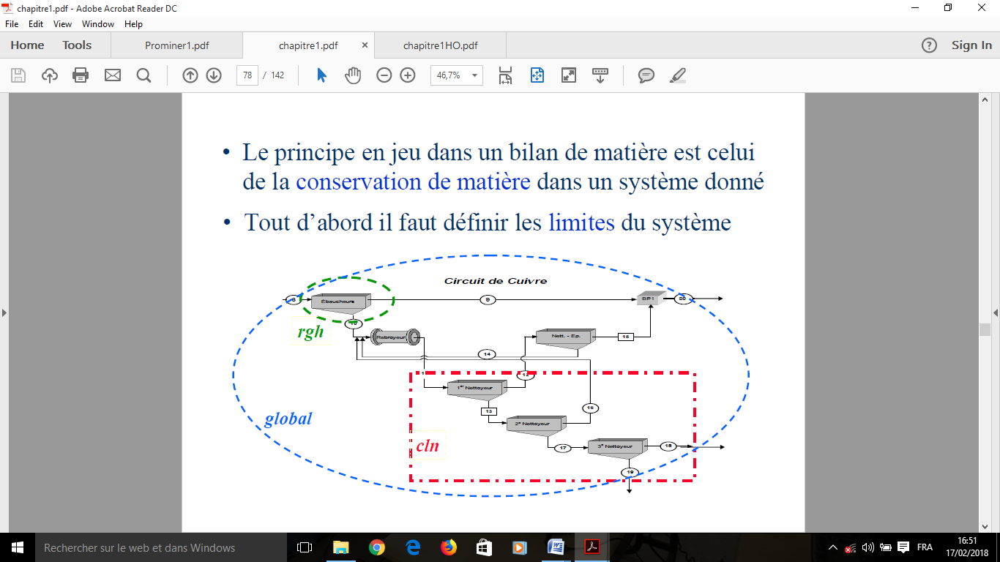 chapitre1.pdf - Adobe Acrobat Reader DC
File Edit View Window Help
Home Tools Prominer1.pdf chapitre1.pdf × chapitre1HO.pdf ? Sign In
78 / 142 46,7%
• Le principe en jeu dans un bilan de matière est celui
de la conservation de matière dans un système donné
• Tout d’abord il faut définir les limites du système
Circuit de Cuivre
8 Ébaucheurs 9 BP1 20
10
rgh Rebroyeur Nett. - Ep. 15
14
12
1er Nettoyeur
13 16
global 2e Nettoyeur
cln 17 3e Nettoyeur 18
19
Rechercher sur le web et dans Windows FRA 16:51
17/02/2018